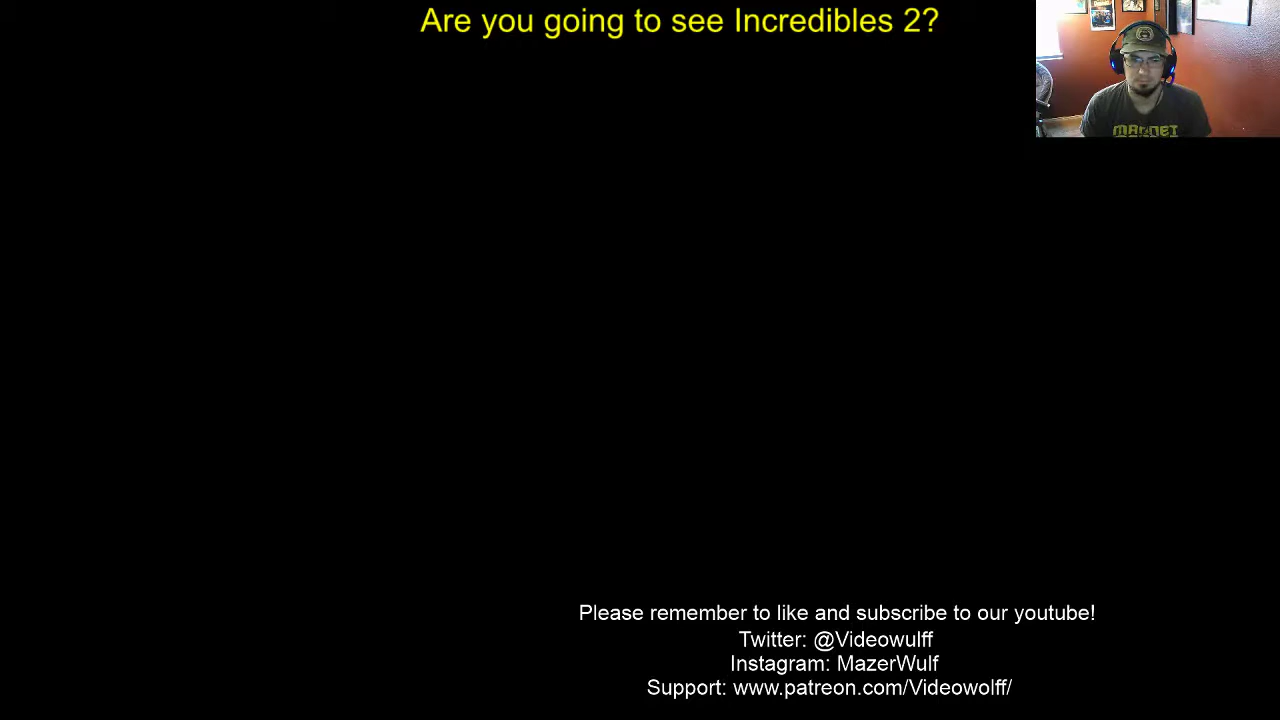 Are you going to see Incredibles 2?
MAGNET
Please remember to like and subscribe to our youtube!
Twitter: @Videowulff
Instagram: MazerWulf
Support: www.patreon.com/Videowolff/